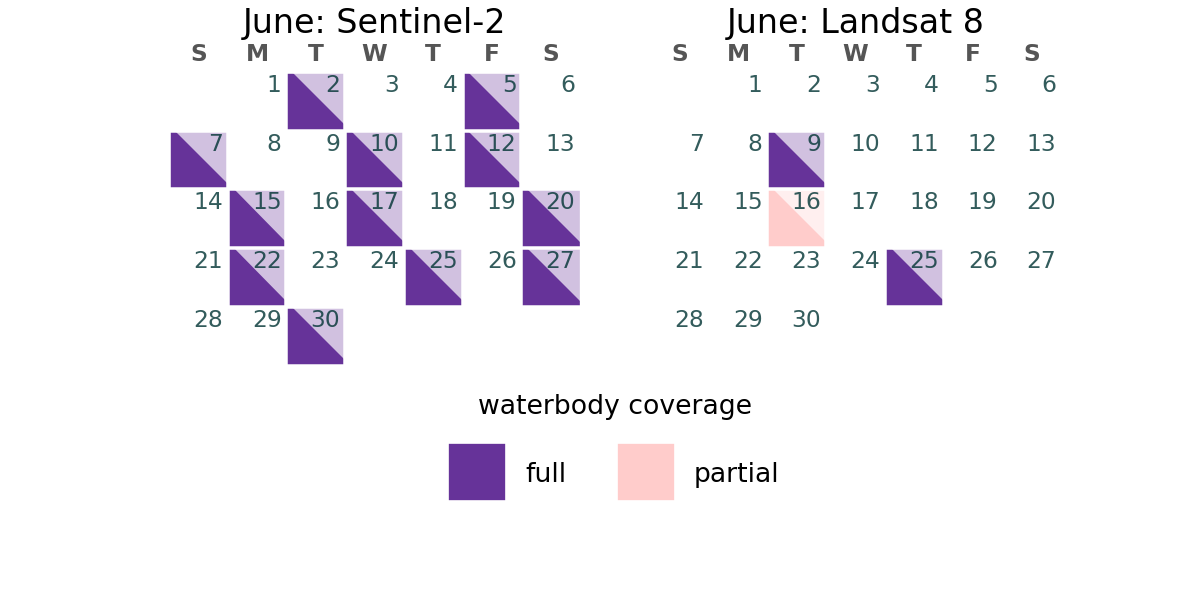 June: Sentinel-2
S M T W T F S
1 2 3 4 5 6
7 8 9 10 11 12 13
14 15 16 17 18 19 20
21 22 23 24 25 26 27
28 29 30
June: Landsat 8
S M T W T F S
1 2 3 4 5 6
7 8 9 10 11 12 13
14 15 16 17 18 19 20
21 22 23 24 25 26 27
28 29 30
waterbody coverage
full
partial